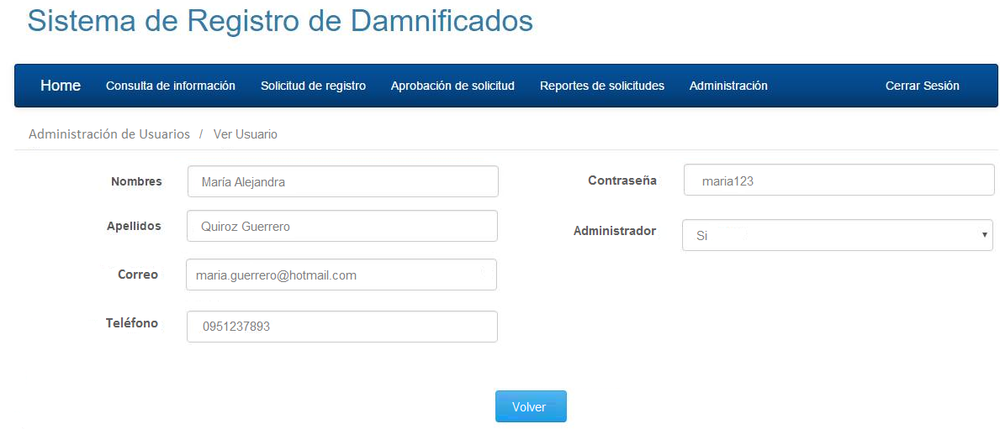 Sistema de Registro de Damnificados
Home Consulta de información Solicitud de registro Aprobación de solicitud Reportes de solicitudes Administración Cerrar Sesión
Administración de Usuarios / Ver Usuario
Nombres María Alejandra Contraseña maria123
Apellidos Quiroz Guerrero Administrador Si
Correo maria.guerrero@hotmail.com
Teléfono 0951237893
Volver